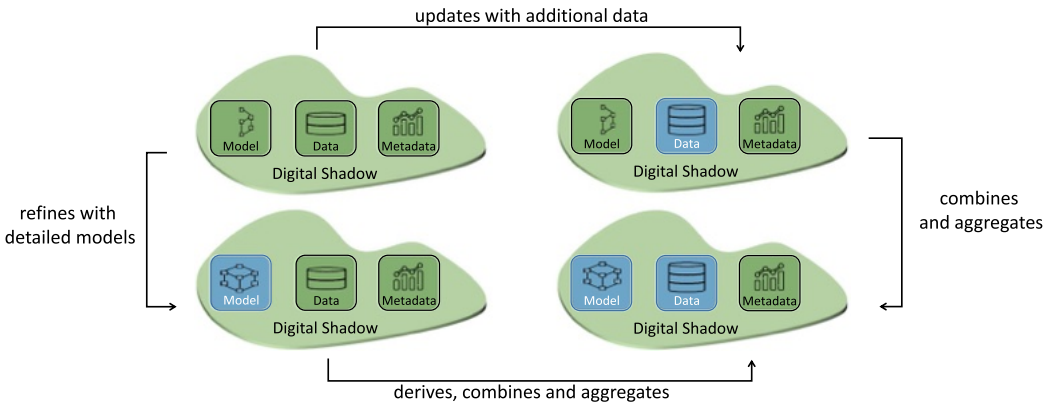 updates with additional data
Model
Data
Metadata
Digital Shadow
Model
Data
Metadata
Digital Shadow
refines with
detailed models
combines
and aggregates
Model
Data
Metadata
Digital Shadow
Model
Data
Metadata
Digital Shadow
derives, combines and aggregates